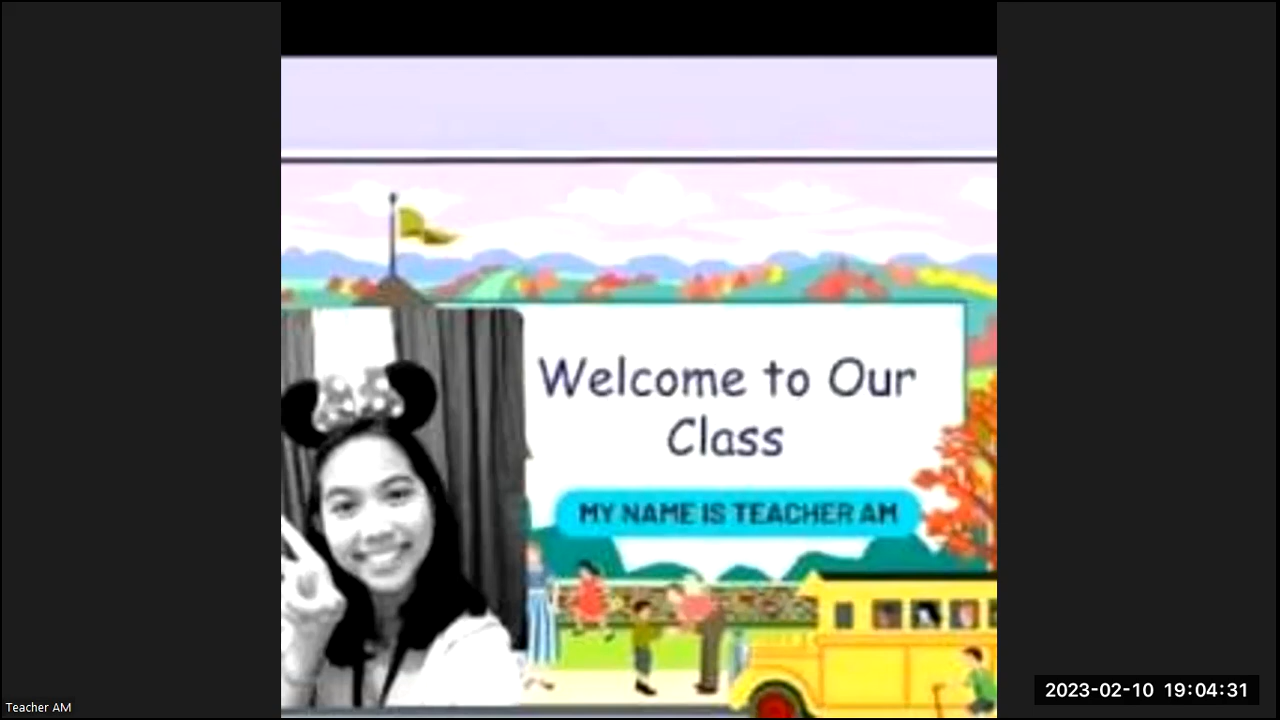 Welcome to Our
Class
MY NAME IS TEACHER AM
Teacher AM
2023-02-10 19:04:31